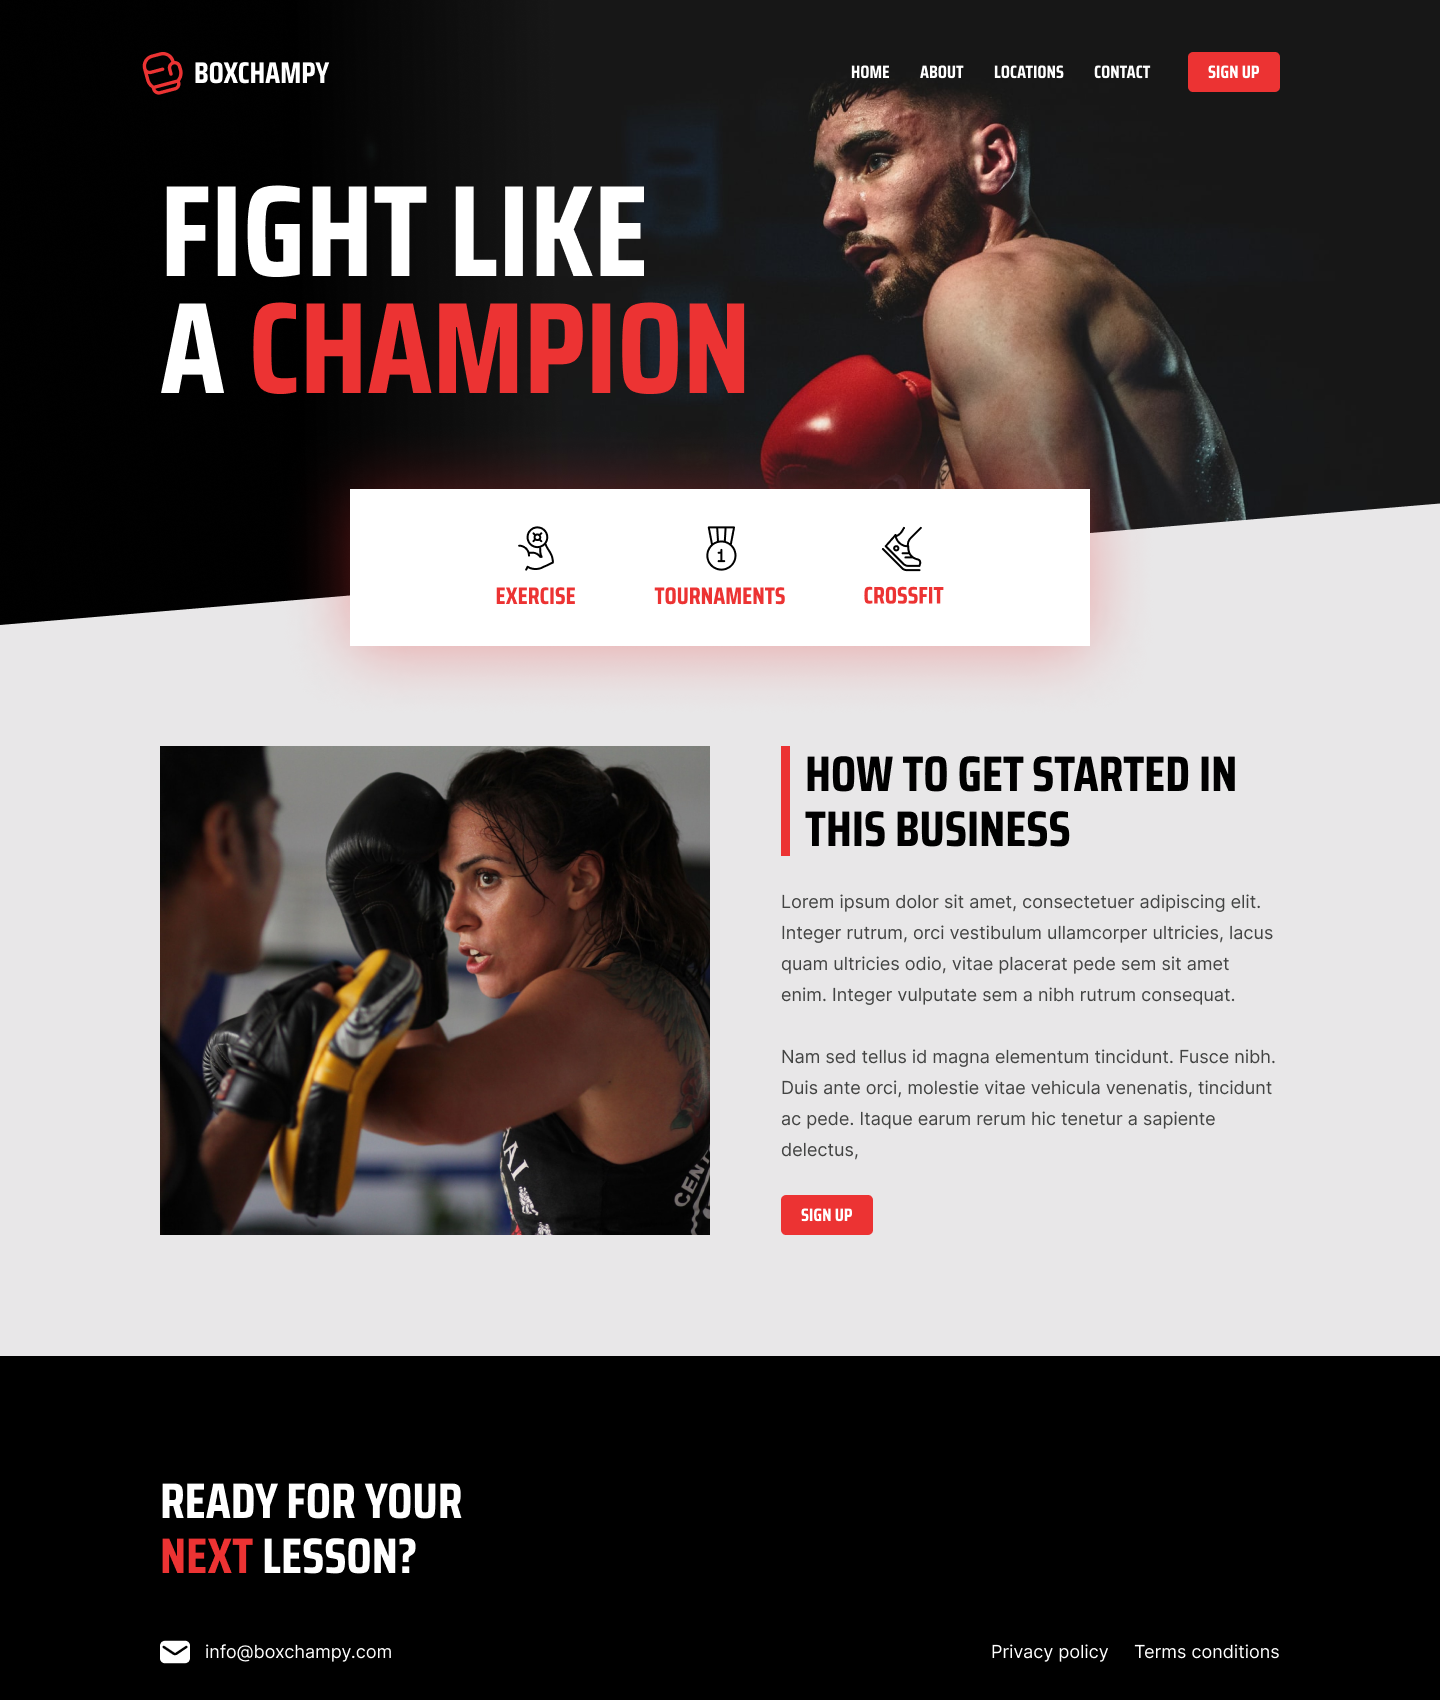 BOXCHAMPY
HOME ABOUT LOCATIONS CONTACT SIGN UP
FIGHT LIKE
A CHAMPION
1
EXERCISE TOURNAMENTS CROSSFIT
HOW TO GET STARTED IN
THIS BUSINESS
Lorem ipsum dolor sit amet, consectetuer adipiscing elit.
Integer rutrum, orci vestibulum ullamcorper ultricies, lacus
quam ultricies odio, vitae placerat pede sem sit amet
enim. Integer vulputate sem a nibh rutrum consequat.
Nam sed tellus id magna elementum tincidunt. Fusce nibh.
Duis ante orci, molestie vitae vehicula venenatis, tincidunt
ac pede. Itaque earum rerum hic tenetur a sapiente
delectus,
SIGN UP
READY FOR YOUR
NEXT LESSON?
info@boxchampy.com
Privacy policy Terms conditions